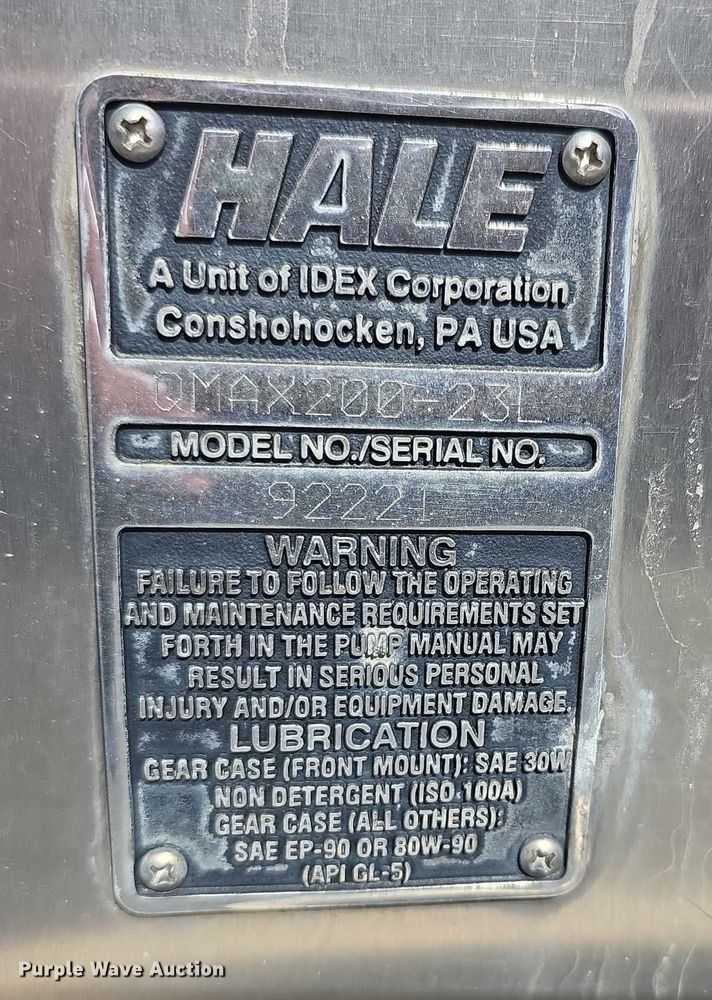 HALE
A Unit of IDEX Corporation
Conshohocken, PA USA
QMAX200-23L
MODEL NO./SERIAL NO.
92221
WARNING
FAILURE TO FOLLOW THE OPERATING
AND MAINTENANCE REQUIREMENTS SET
FORTH IN THE PUMP MANUAL MAY
RESULT IN SERIOUS PERSONAL
INJURY AND/OR EQUIPMENT DAMAGE.
LUBRICATION
GEAR CASE (FRONT MOUNT): SAE 30W
NON DETERGENT (ISO 100A)
GEAR CASE (ALL OTHERS):
SAE EP-90 OR 80W-90
(API GL-5)
Purple Wave Auction